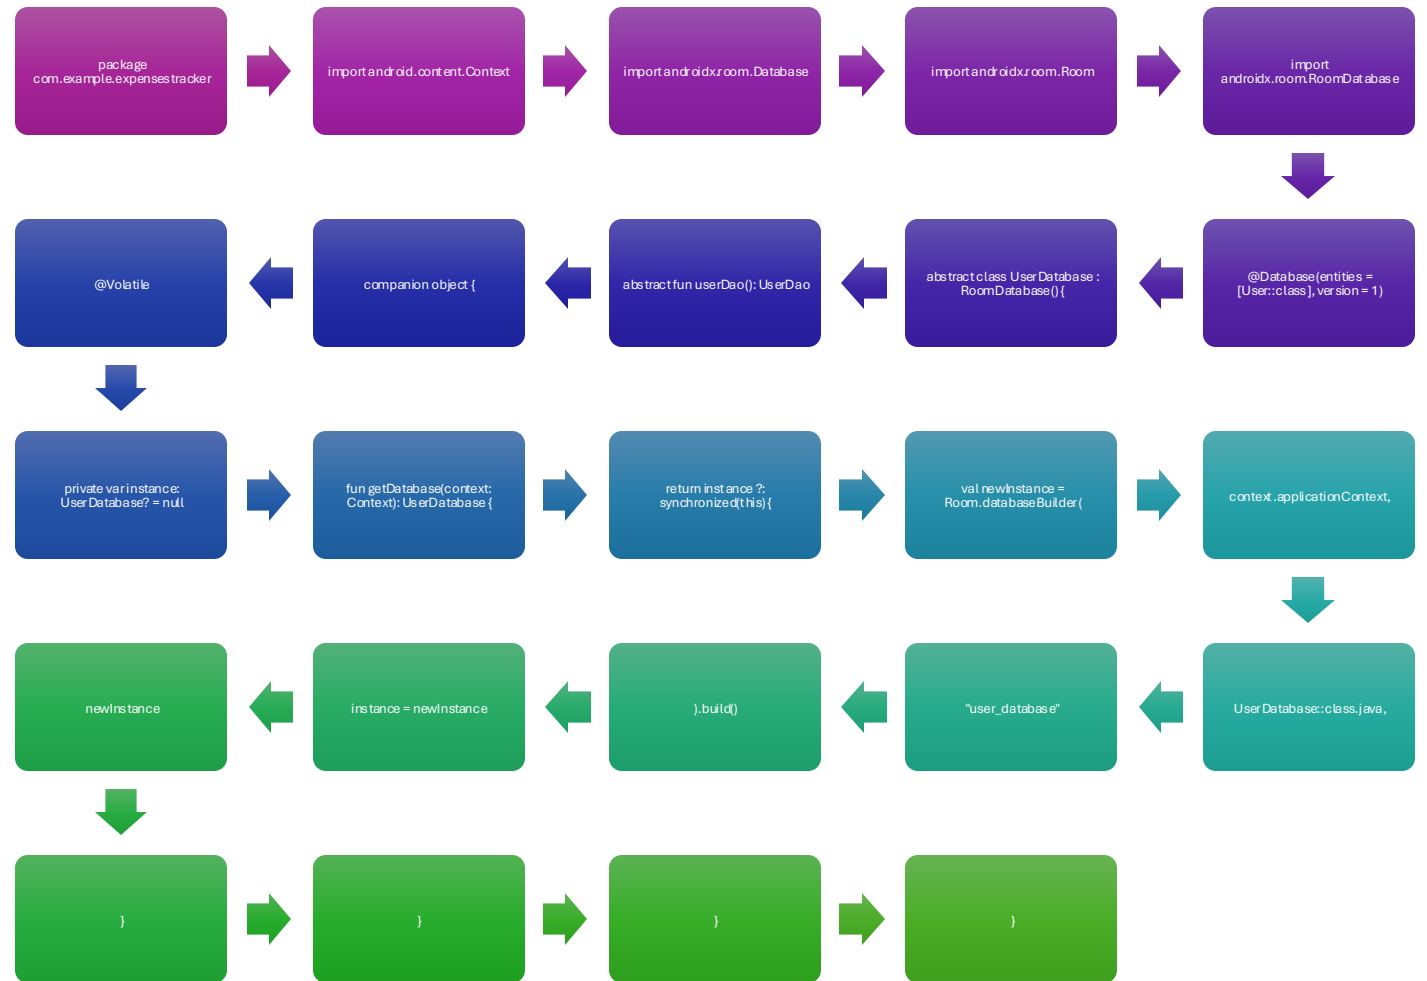 package
com.example.expensestracker
import android.content.Context
import androidx.room.Database
import androidx.room.Room
import
androidx.room.RoomDatabase
@Database(entities =
[User::class], version = 1)
abstract class UserDatabase :
RoomDatabase() {
abstract fun userDao(): UserDao
companion object {
@Volatile
private var instance:
UserDatabase? = null
fun getDatabase(context:
Context): UserDatabase {
return instance ?:
synchronized(this) {
val newInstance =
Room.databaseBuilder(
context.applicationContext,
UserDatabase::class.java,
"user_database"
).build()
instance = newInstance
newInstance
}
}
}
}